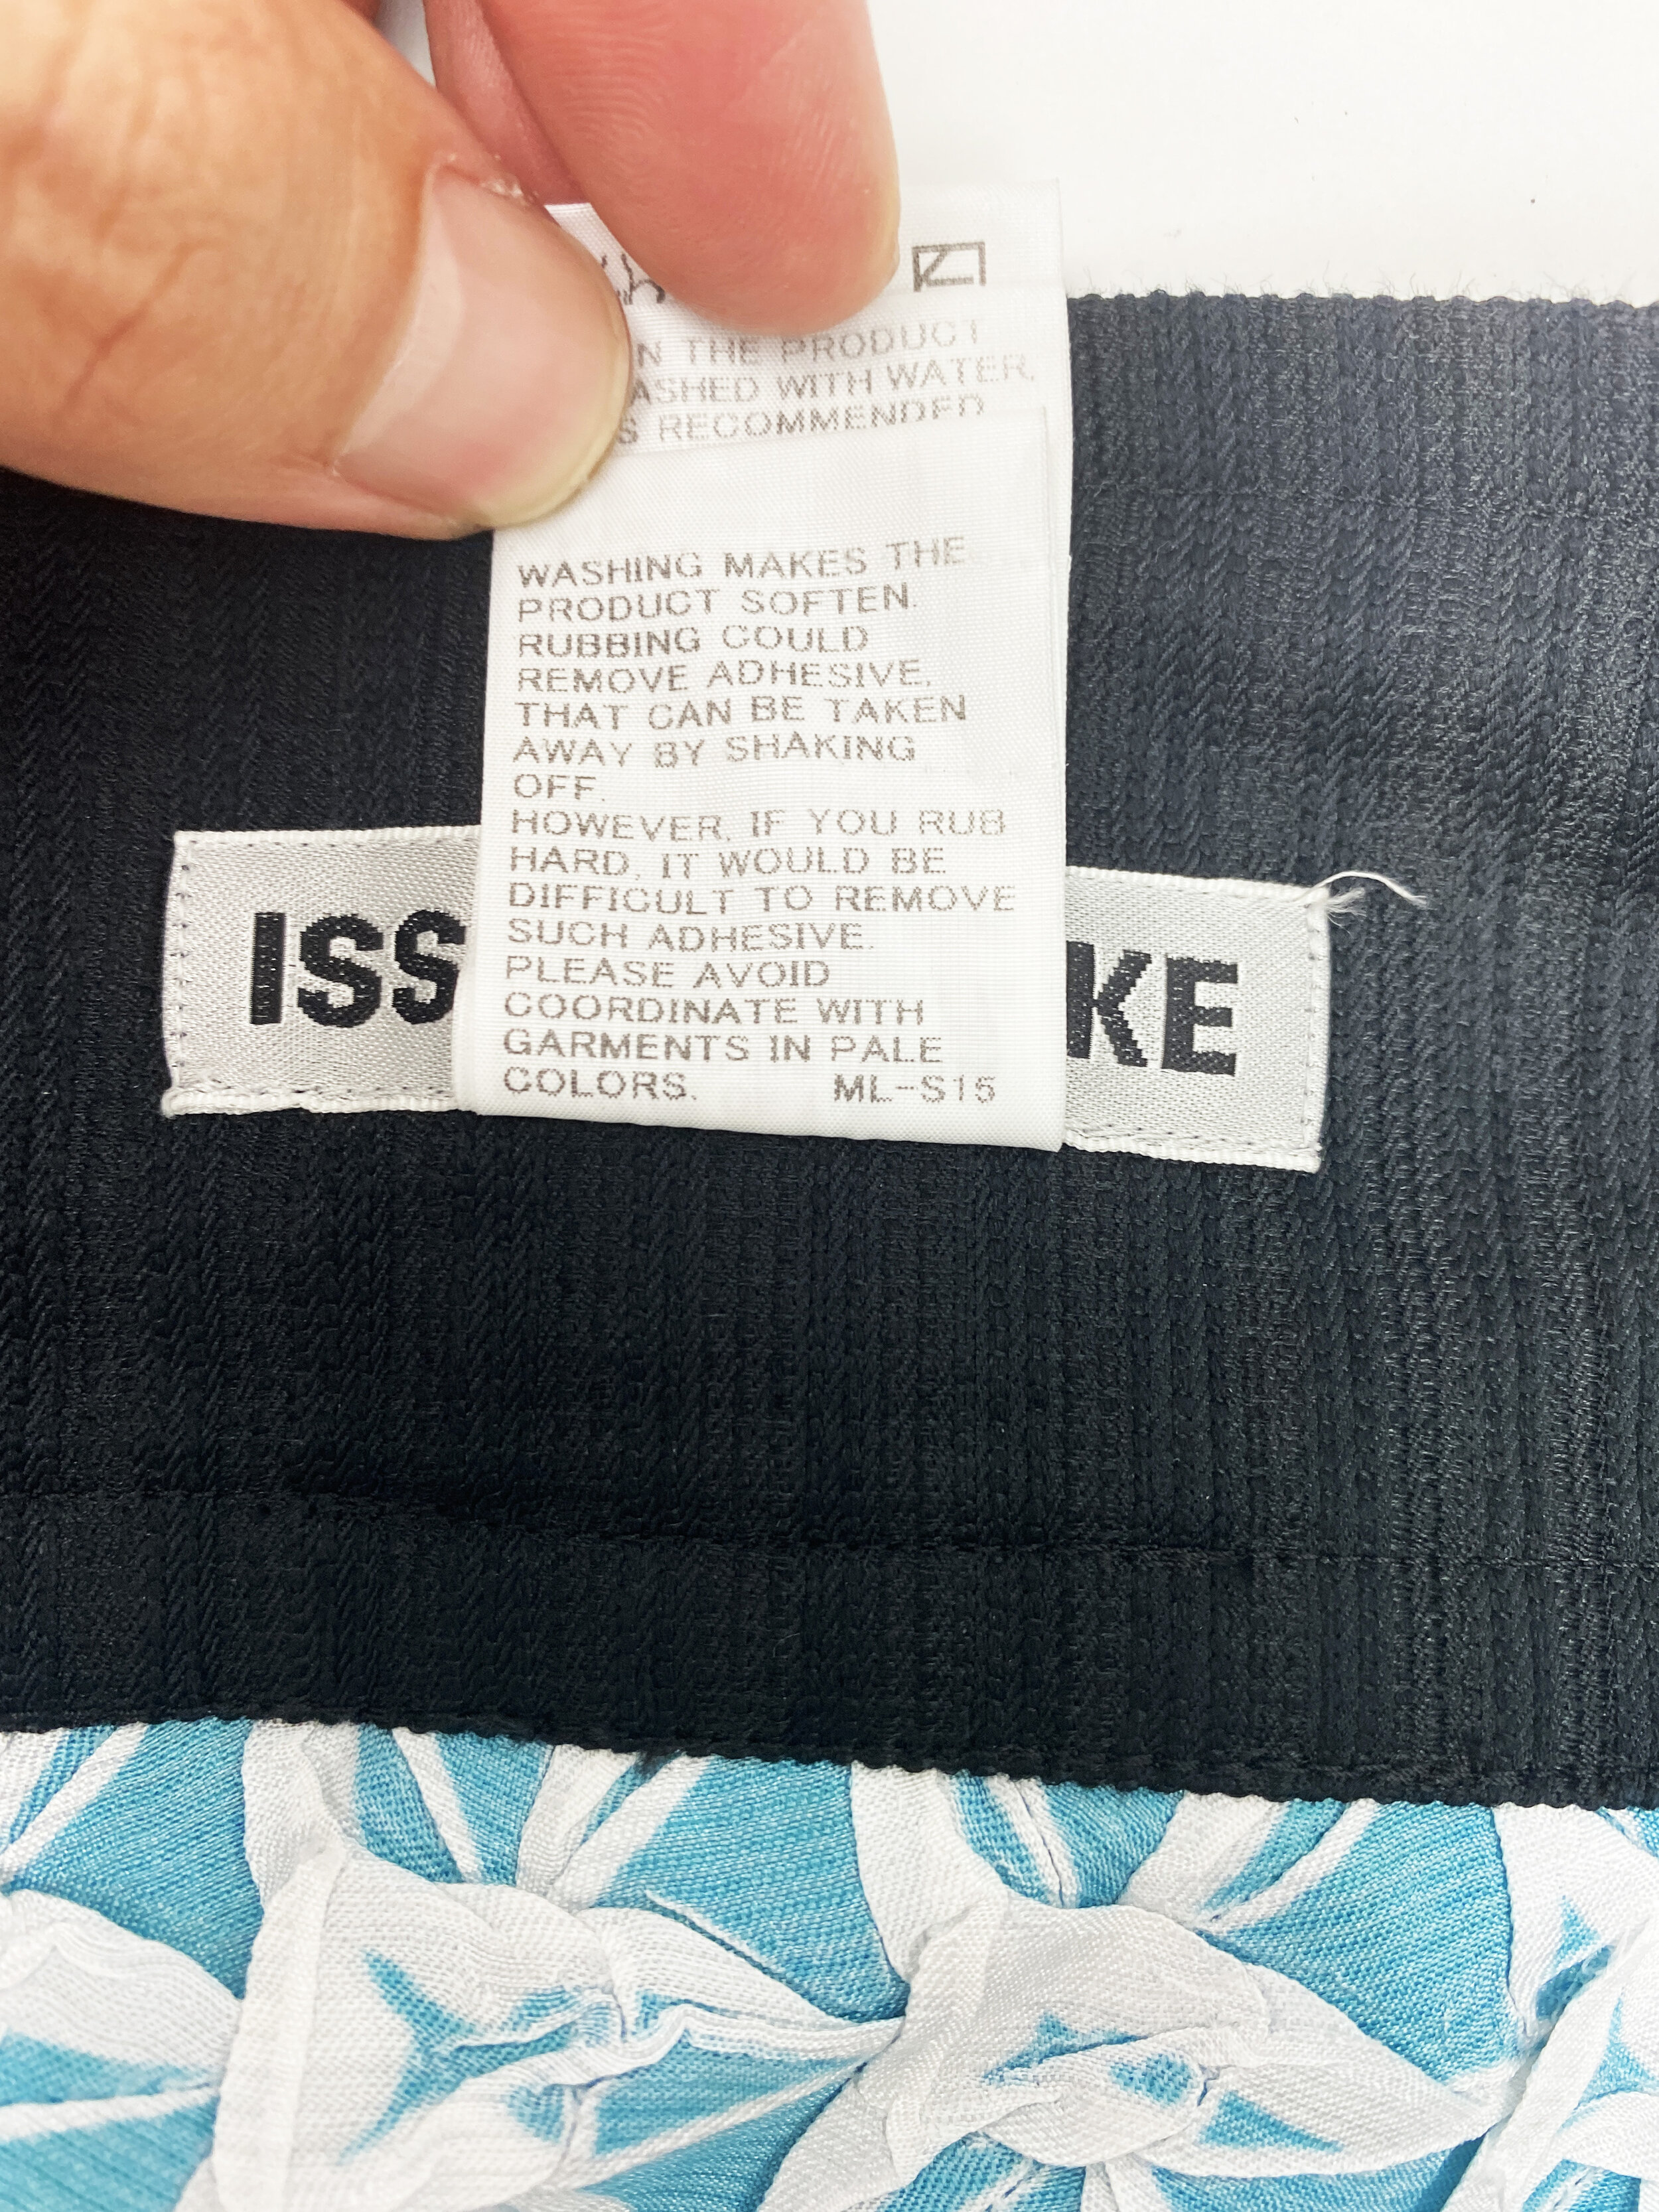 THE PRODUCT
WITH WATER.
RECOMMENDED
WASHING MAKES THE
PRODUCT SOFTEN.
RUBBING COULD
REMOVE ADHESIVE.
THAT CAN BE TAKEN
AWAY BY SHAKING
OFF.
HOWEVER, IF YOU RUB
HARD, IT WOULD BE
DIFFICULT TO REMOVE
SUCH ADHESIVE.
PLEASE AVOID
COORDINATE WITH
GARMENTS IN PALE
COLORS. ML-S15
ISS KE